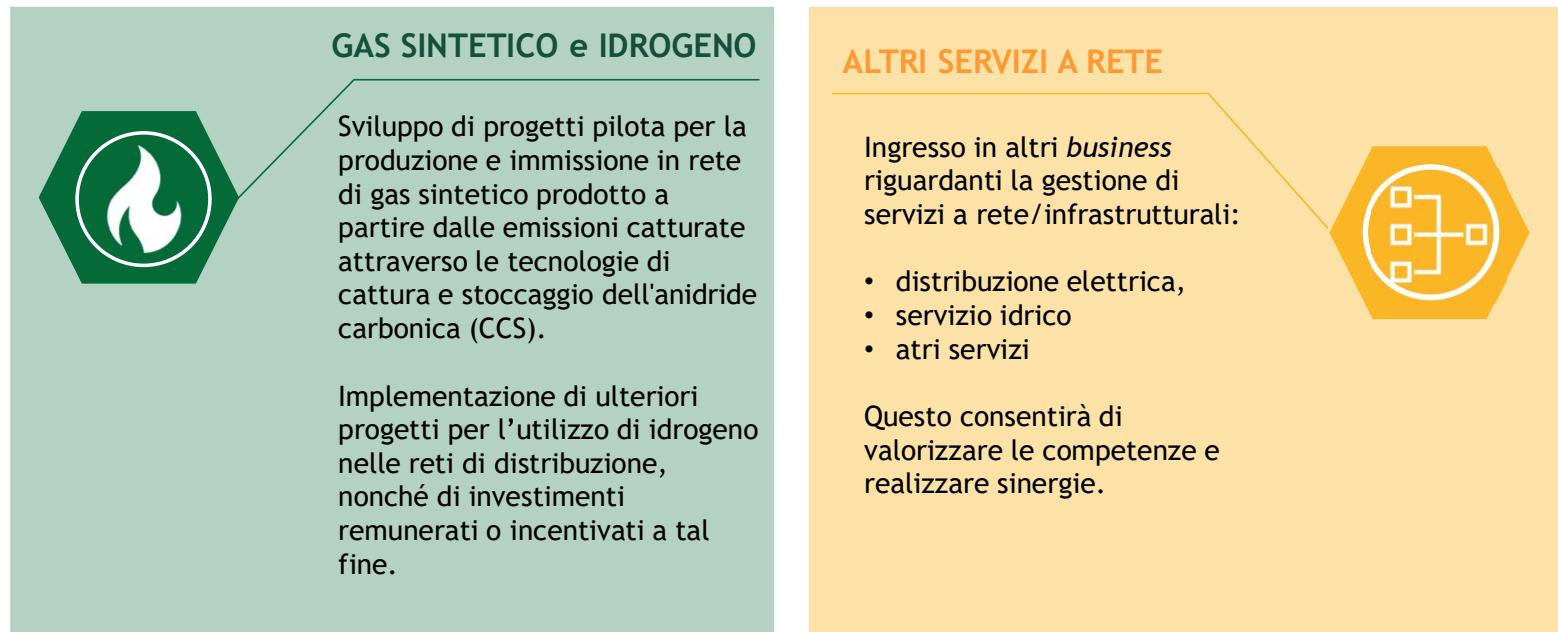 GAS SINTETICO e IDROGENO
Sviluppo di progetti pilota per la
produzione e immissione in rete
di gas sintetico prodotto a
partire dalle emissioni catturate
attraverso le tecnologie di
cattura e stoccaggio dell'anidride
carbonica (CCS).
Implementazione di ulteriori
progetti per l’utilizzo di idrogeno
nelle reti di distribuzione,
nonché di investimenti
remunerati o incentivati a tal
fine.
ALTRI SERVIZI A RETE
Ingresso in altri business
riguardanti la gestione di
servizi a rete/infrastrutturali:
• distribuzione elettrica,
• servizio idrico
• atri servizi
Questo consentirà di
valorizzare le competenze e
realizzare sinergie.